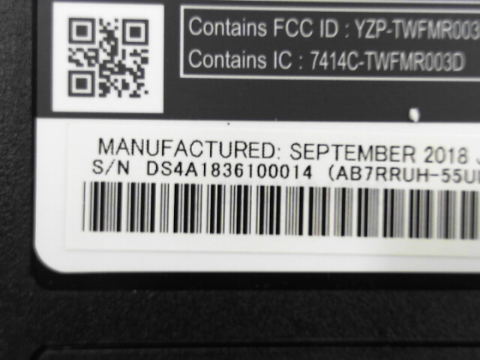 Contains FCC ID : YZP-TWFMR003
Contains IC : 7414C-TWFMR003D
MANUFACTURED: SEPTEMBER 2018 J
S/N DS4A1836100014 (AB7RRUH-55U